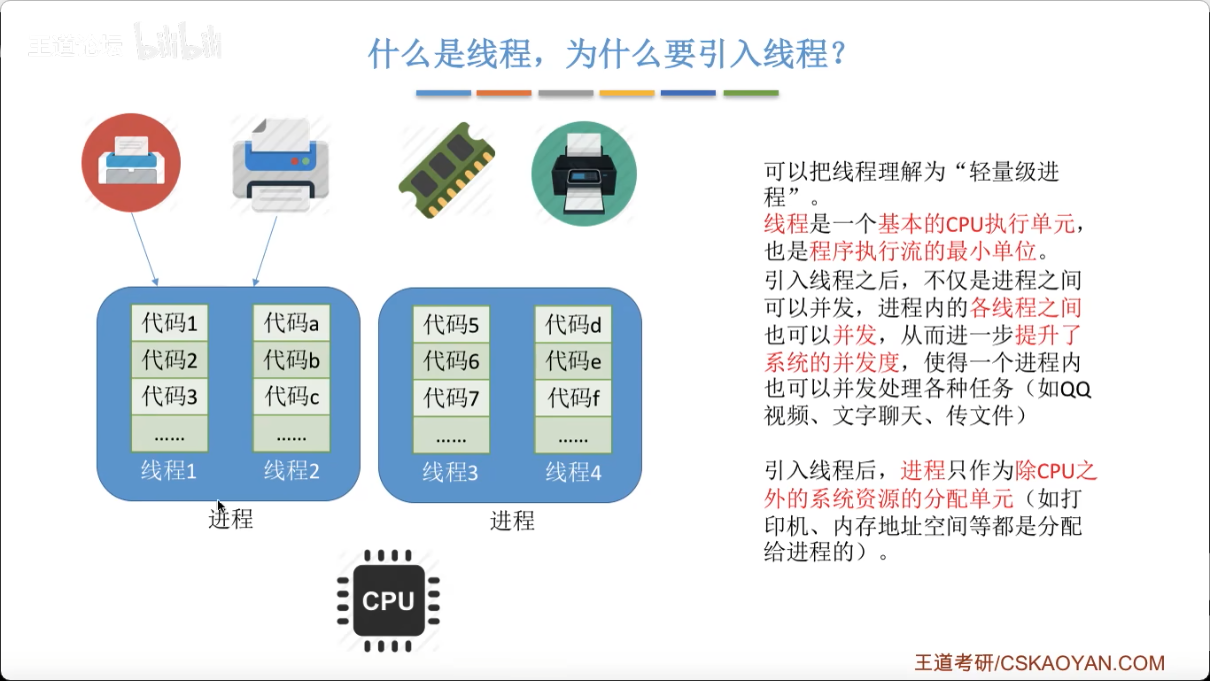 bilibili
什么是线程，为什么要引入线程？
可以把线程理解为“轻量级进
程”。
线程是一个基本的CPU执行单元，
也是程序执行流的最小单位。
引入线程之后，不仅是进程之间
可以并发，进程内的各线程之间
也可以并发，从而进一步提升了
系统的并发度，使得一个进程内
也可以并发处理各种任务（如QQ
视频、文字聊天、传文件）
引入线程后，进程只作为除CPU之
外的系统资源的分配单元（如打
印机、内存地址空间等都是分配
给进程的）。
代码1
代码2
代码3
……
线程1
代码a
代码b
代码c
……
线程2
进程
代码5
代码6
代码7
……
线程3
代码d
代码e
代码f
……
线程4
进程
CPU
王道考研/CSKAOYAN.COM